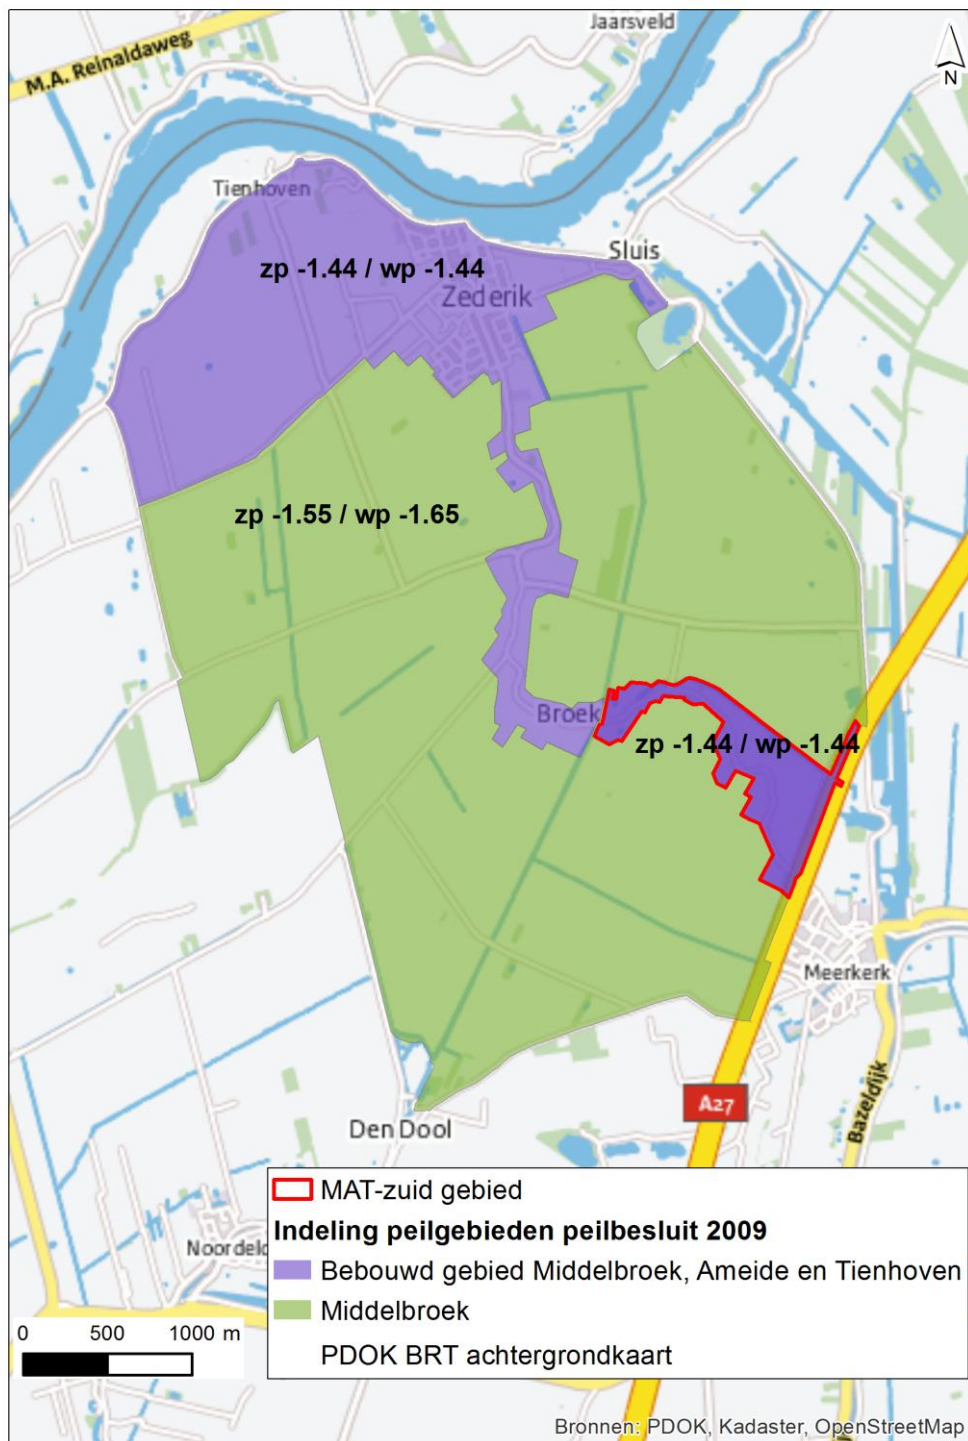 Jaarsveld
M.A. Reinaldaweg
N
Tienhoven
Sluis
zp -1.44 / wp -1.44
Zederik
zp -1.55 / wp -1.65
Broek
zp -1.44 / wp -1.44
Meerkerk
A27
Bazeldijk
Den Dool
MAT-zuid gebied
Indeling peilgebieden peilbesluit 2009
Noordel
Bebouwd gebied Middelbroek, Ameide en Tienhoven
Middelbroek
0 500 1000 m
PDOK BRT achtergrondkaart
Bronnen: PDOK, Kadaster, OpenStreetMap